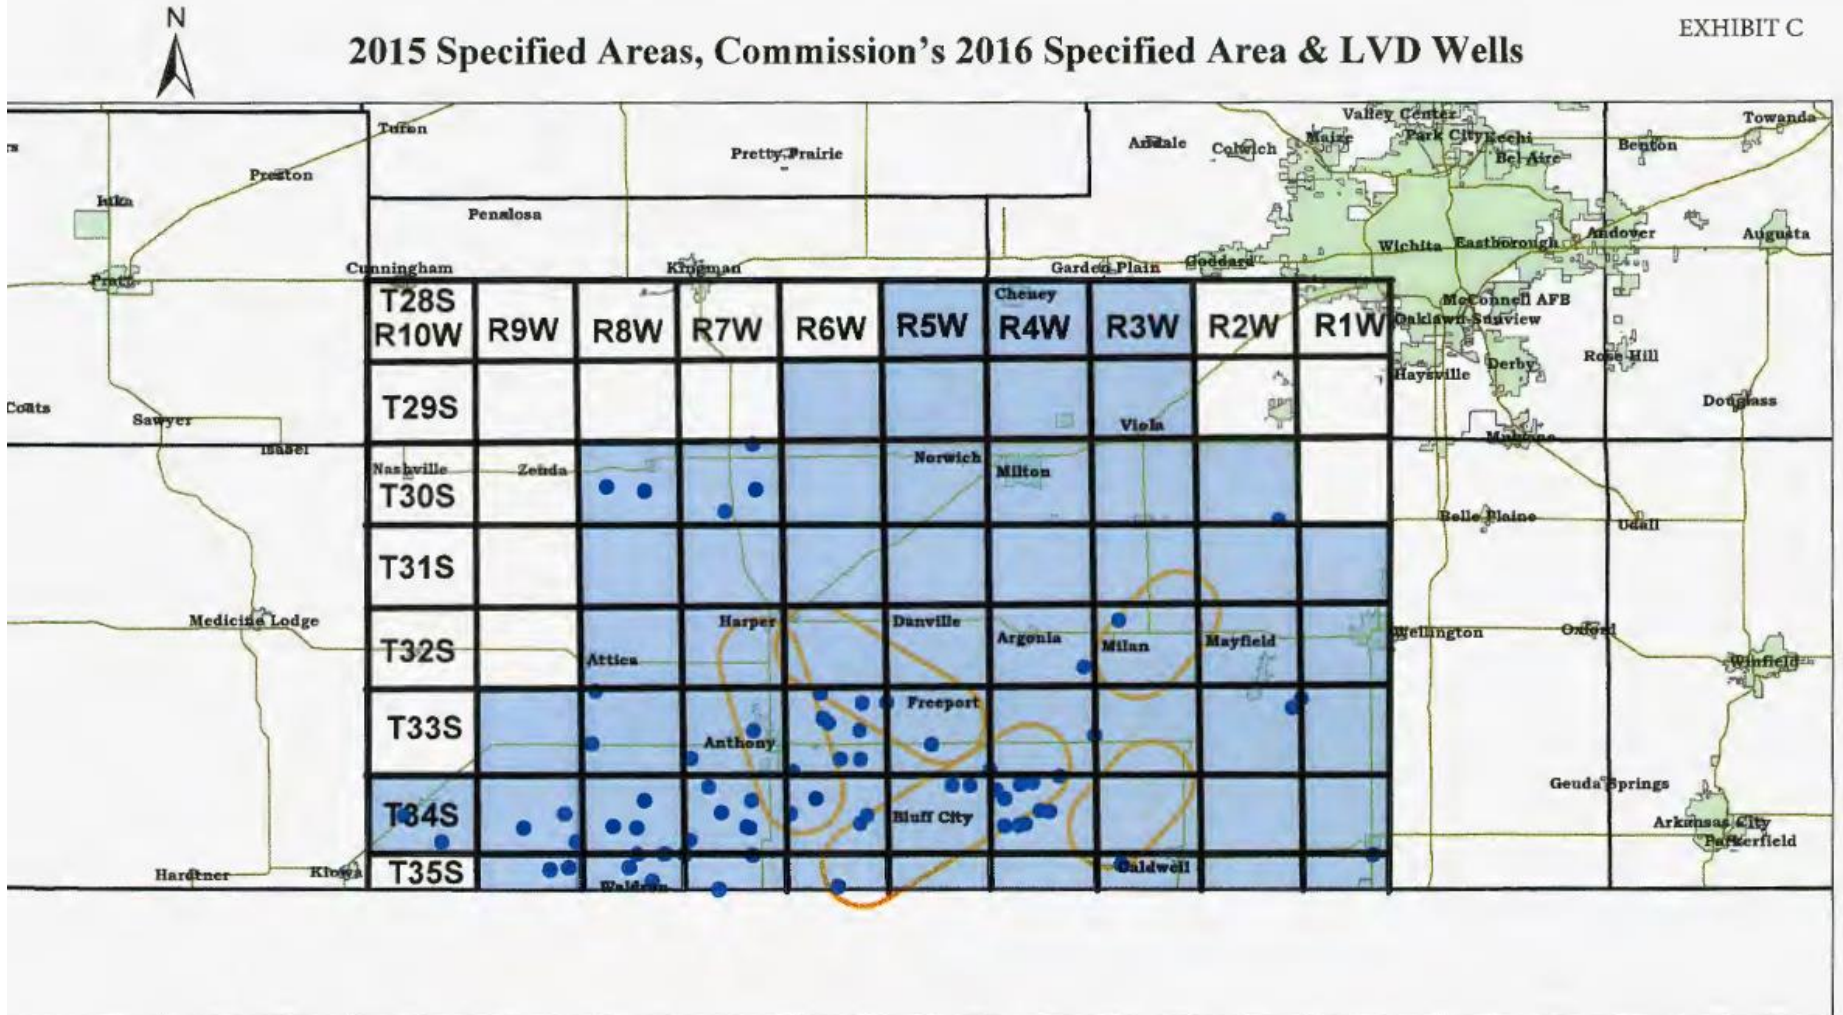 N
EXHIBIT C
2015 Specified Areas, Commission's 2016 Specified Area & LVD Wells
Valley Center
Towanda
Turon
Maize
Park City
Kechi
Andale
Colwich
Benton
Pretty Prairie
Bel Aire
Preston
Iuka
Penalosa
Andover
Augusta
Wichita
Eastborough
Goddard
Cunningham
Kingman
Garden Plain
Pratt
T28S
Cheney
McConnell AFB
R10W
R9W
R8W
R7W
R6W
R5W
R4W
R3W
R2W
R1W
Oaklawn-Sunview
Rose Hill
Derby
Haysville
T29S
Coats
Sawyer
Douglass
Viola
Mulvane
Isabel
Nashville
Zenda
Norwich
Milton
T30S
Belle Plaine
Udall
T31S
Medicine Lodge
Harper
Danville
Argonia
Milan
Mayfield
Wellington
Oxford
T32S
Attica
Winfield
Freeport
T33S
Anthony
Geuda Springs
T34S
Bluff City
Arkansas City
Parkerfield
Hardtner
Kiowa
T35S
Caldwell
Waldron